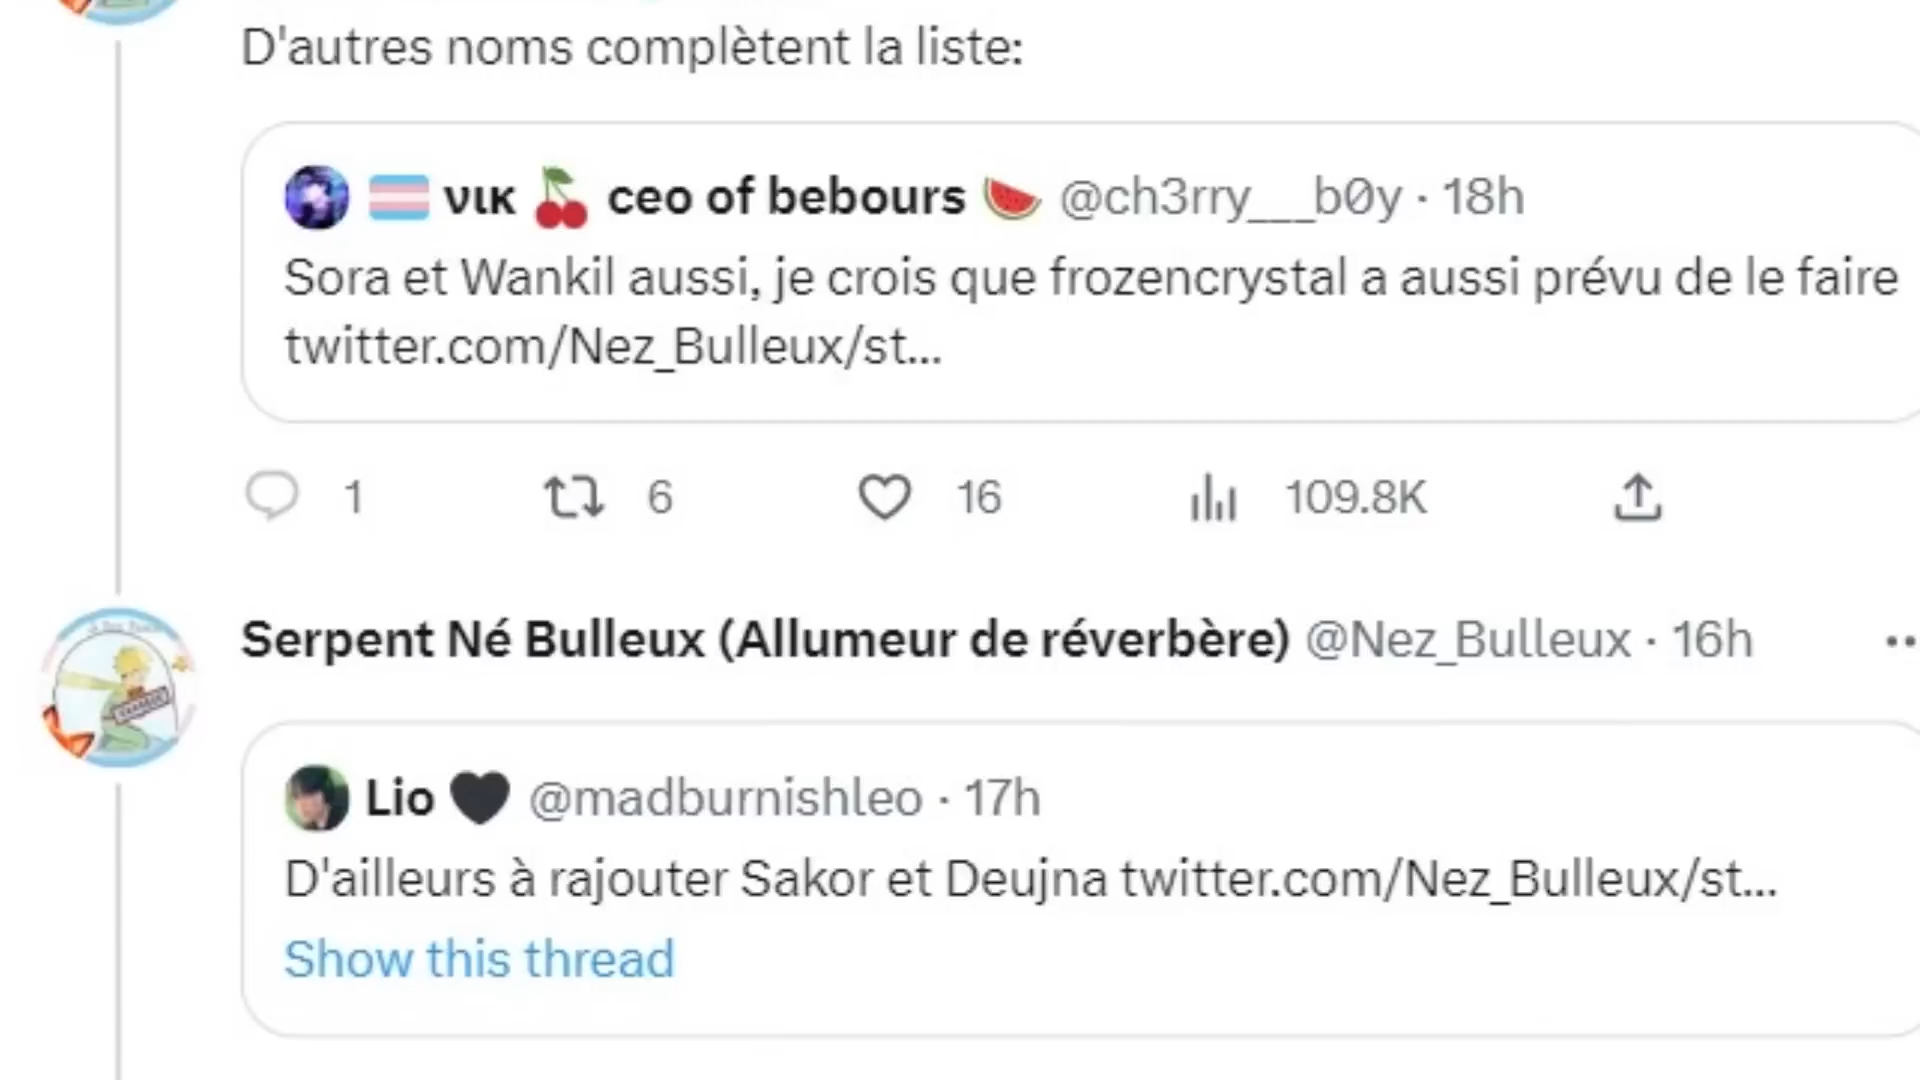 D'autres noms complètent la liste:
νικ 🍒 ceo of bebours 🍉 @ch3rry___b0y · 18h
Sora et Wankil aussi, je crois que frozencrystal a aussi prévu de le faire
twitter.com/Nez_Bulleux/st...
1 6 16 109.8K
Serpent Né Bulleux (Allumeur de réverbère) @Nez_Bulleux · 16h
Lio 🖤 @madburnishleo · 17h
D'ailleurs à rajouter Sakor et Deujna twitter.com/Nez_Bulleux/st...
Show this thread